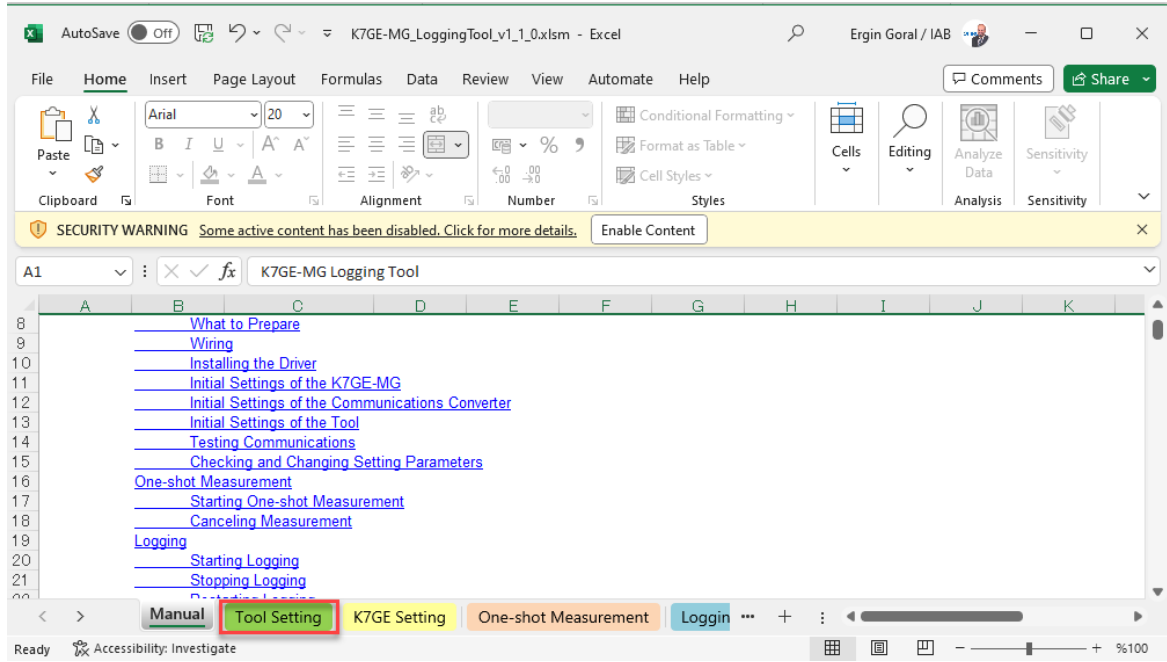 AutoSave Off K7GE-MG_LoggingTool_v1_1_0.xlsm - Excel Ergin Goral / IAB
File Home Insert Page Layout Formulas Data Review View Automate Help Comments Share
Arial 20
Paste
B I U A A
ab
%
.00
Conditional Formatting
Format as Table
Cell Styles
Cells
Editing
Analyze
Data
Sensitivity
Clipboard Font Alignment Number Styles Analysis Sensitivity
SECURITY WARNING Some active content has been disabled. Click for more details. Enable Content
A1 fx K7GE-MG Logging Tool
A B C D E F G H I J K
8 What to Prepare
9 Wiring
10 Installing the Driver
11 Initial Settings of the K7GE-MG
12 Initial Settings of the Communications Converter
13 Initial Settings of the Tool
14 Testing Communications
15 Checking and Changing Setting Parameters
16 One-shot Measurement
17 Starting One-shot Measurement
18 Canceling Measurement
19 Logging
20 Starting Logging
21 Stopping Logging
Manual Tool Setting K7GE Setting One-shot Measurement Loggin
Ready Accessibility: Investigate %100